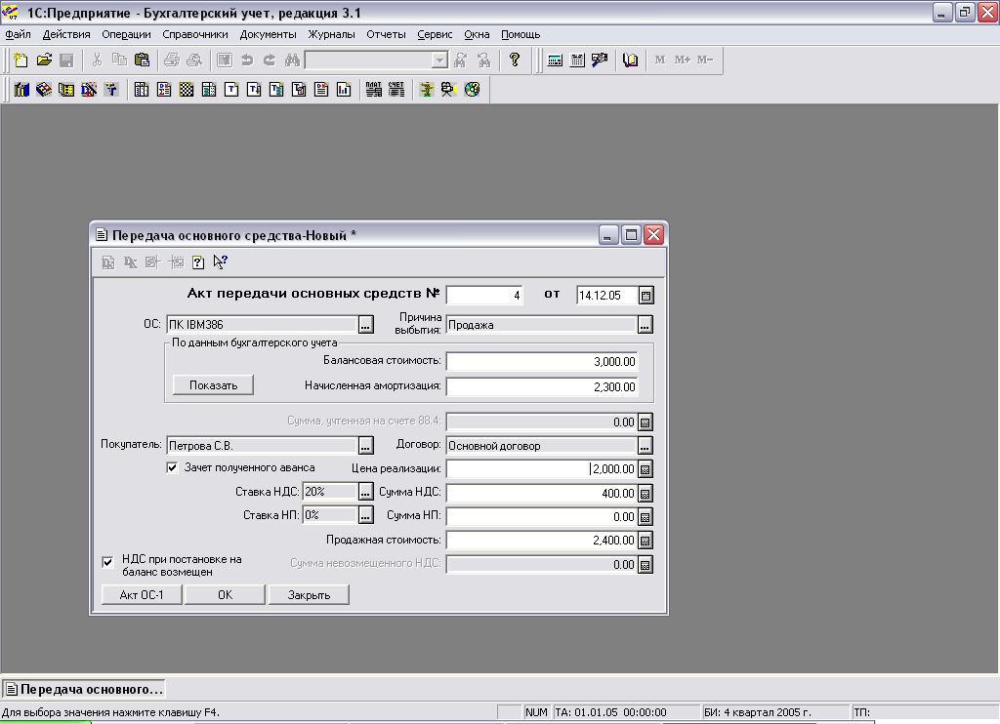 1С:Предприятие - Бухгалтерский учет, редакция 3.1
Файл Действия Операции Справочники Документы Журналы Отчеты Сервис Окна Помощь
M M+ M-
Передача основного средства-Новый *
Акт передачи основных средств № 4 от 14.12.05
ОС: ПК IBM386 ...
Причина выбытия: Продажа ...
По данным бухгалтерского учета
Балансовая стоимость: 3,000.00
Показать Начисленная амортизация: 2,300.00
Сумма, учтенная на счете 88.4: 0.00
Покупатель: Петрова С.В. ... Договор: Основной договор ...
Зачет полученного аванса Цена реализации: 2,000.00
Ставка НДС: 20% ... Сумма НДС: 400.00
Ставка НП: 0% ... Сумма НП: 0.00
Продажная стоимость: 2,400.00
НДС при постановке на
баланс возмещен
Сумма невозмещенного НДС: 0.00
Акт ОС-1 OK Закрыть
Передача основного...
Для выбора значения нажмите клавишу F4. NUM ТА: 01.01.05 00:00:00 БИ: 4 квартал 2005 г. ТП: